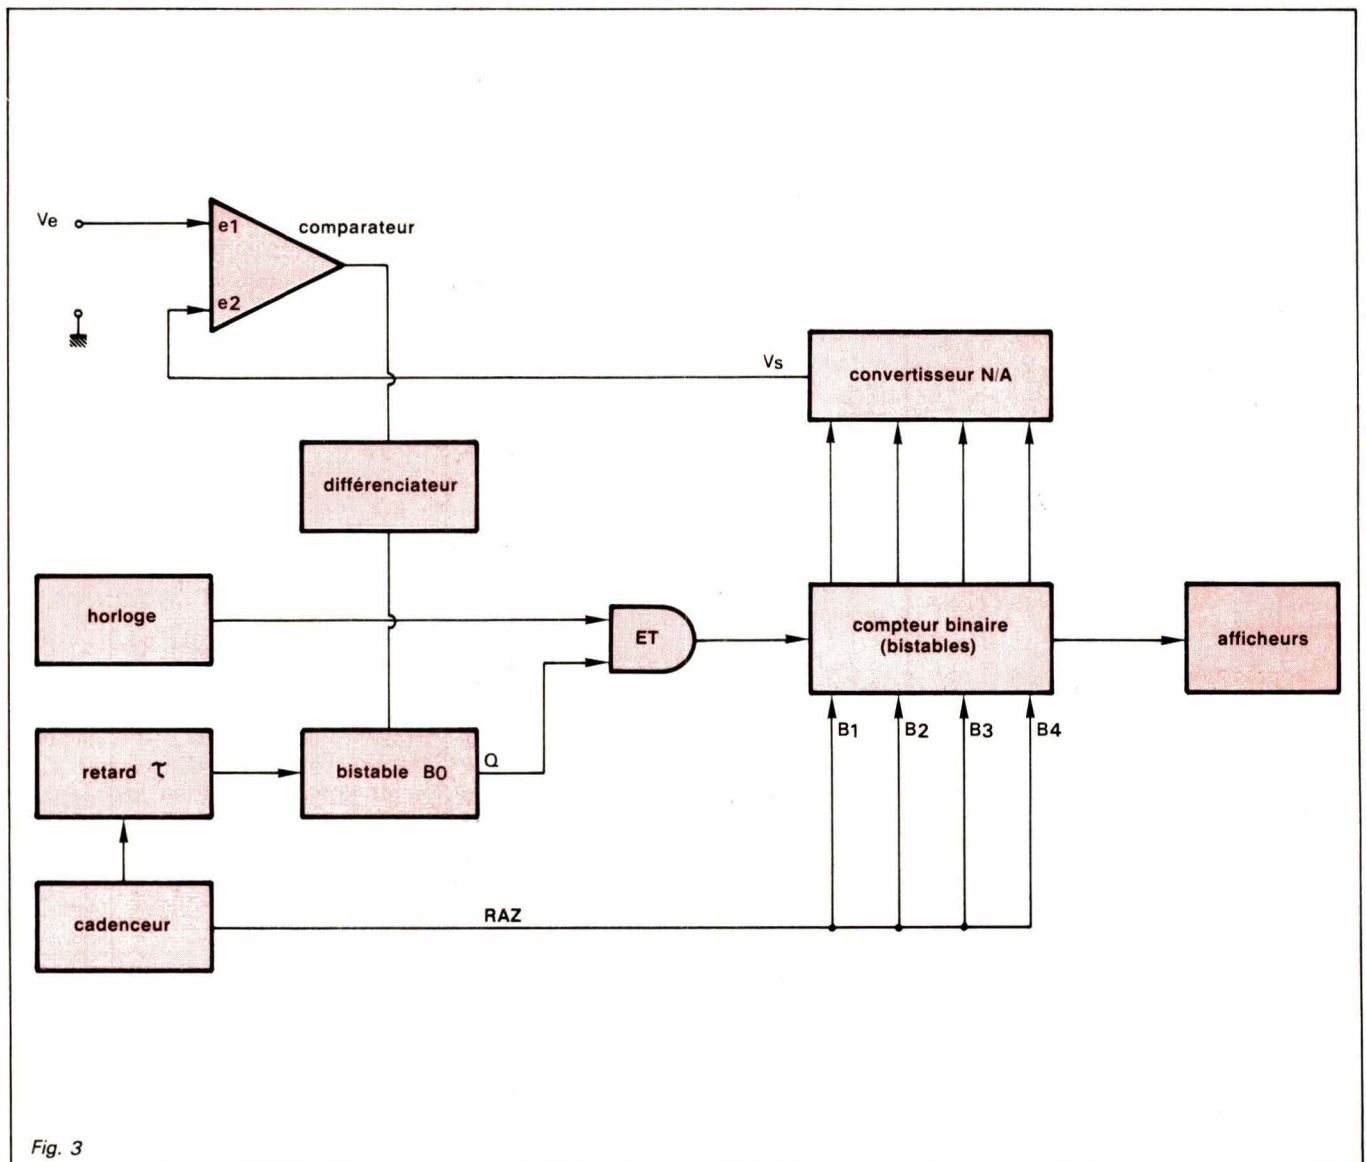 Ve
e1
comparateur
e2
Vs
convertisseur N/A
différenciateur
horloge
ET
compteur binaire
(bistables)
afficheurs
B1
B2
B3
B4
retard τ
bistable B0
Q
cadenceur
RAZ
Fig. 3